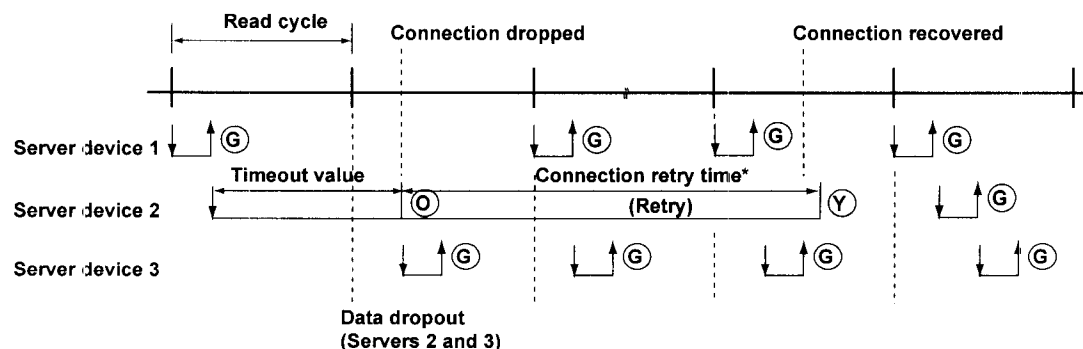 Read cycle
Connection dropped
Connection recovered
Server device 1
G
G
G
G
Timeout value
Connection retry time*
Server device 2
O
(Retry)
Y
G
Server device 3
G
G
G
G
Data dropout
(Servers 2 and 3)